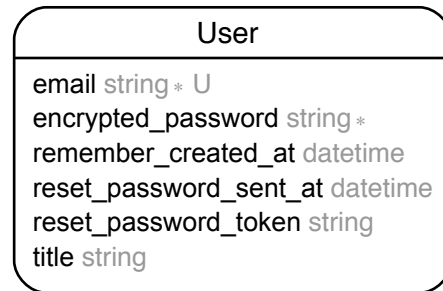 User
email string * U
encrypted_password string *
remember_created_at datetime
reset_password_sent_at datetime
reset_password_token string
title string